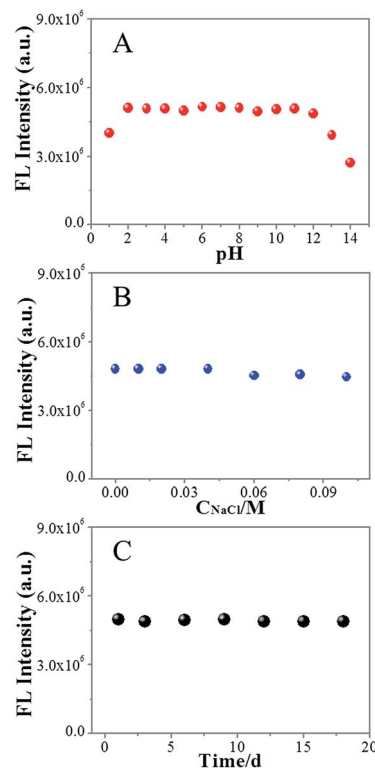 A
FL Intensity (a.u.)
9.0x10⁶
6.0x10⁶
3.0x10⁶
0.0
0 2 4 6 8 10 12 14
pH
B
FL Intensity (a.u.)
9.0x10⁶
6.0x10⁶
3.0x10⁶
0.0
0.00 0.03 0.06 0.09
CNaCl/M
C
FL Intensity (a.u.)
9.0x10⁶
6.0x10⁶
3.0x10⁶
0.0
0 5 10 15 20
Time/d